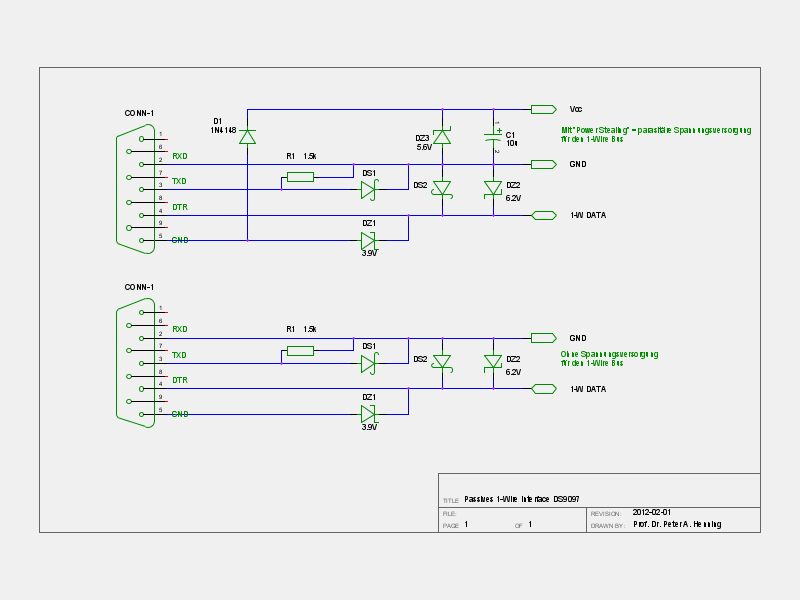 CONN-1
1
6
2
7
3
8
4
9
5
RXD
TXD
DTR
GND
D1
1N4148
R1 1.5k
DS1
DZ1
3.9V
DZ3
5.6V
DS2
C1
10u
1
+
2
DZ2
6.2V
Vcc
Mit "Power Stealing" = parasitäre Spannungsversorgung
für den 1-Wire Bus
GND
1-W DATA
CONN-1
1
6
2
7
3
8
4
9
5
RXD
TXD
DTR
GND
R1 1.5k
DS1
DZ1
3.9V
DS2
DZ2
6.2V
GND
Ohne Spannungsversorgung
für den 1-Wire Bus
1-W DATA
TITLE Passives 1-Wire Interface DS9097
FILE: REVISION: 2012-02-01
PAGE 1 OF 1 DRAWN BY: Prof. Dr. Peter A. Henning